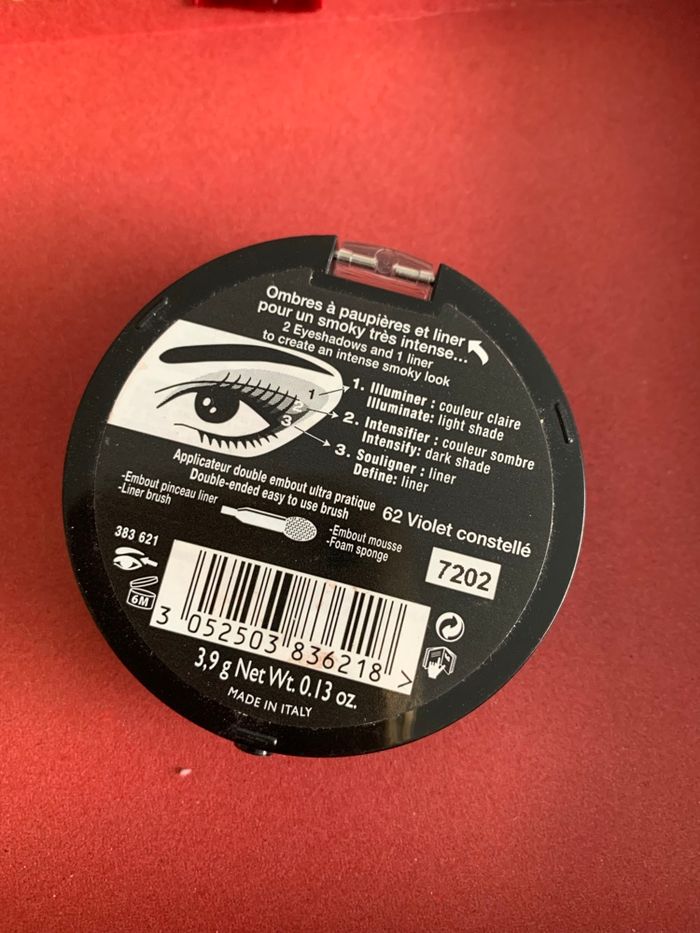 Ombres à paupières et liner
pour un smoky très intense...
2 Eyeshadows and 1 liner
to create an intense smoky look
1
2
3
1. Illuminer : couleur claire
Illuminate: light shade
2. Intensifier : couleur sombre
Intensify: dark shade
3. Souligner : liner
Define: liner
Applicateur double embout ultra pratique
Double-ended easy to use brush
-Embout pinceau liner
-Liner brush
-Embout mousse
-Foam sponge
62 Violet constellé
7202
383 621
6M
3 052503 836218 >
3,9 g Net Wt. 0.13 oz.
MADE IN ITALY